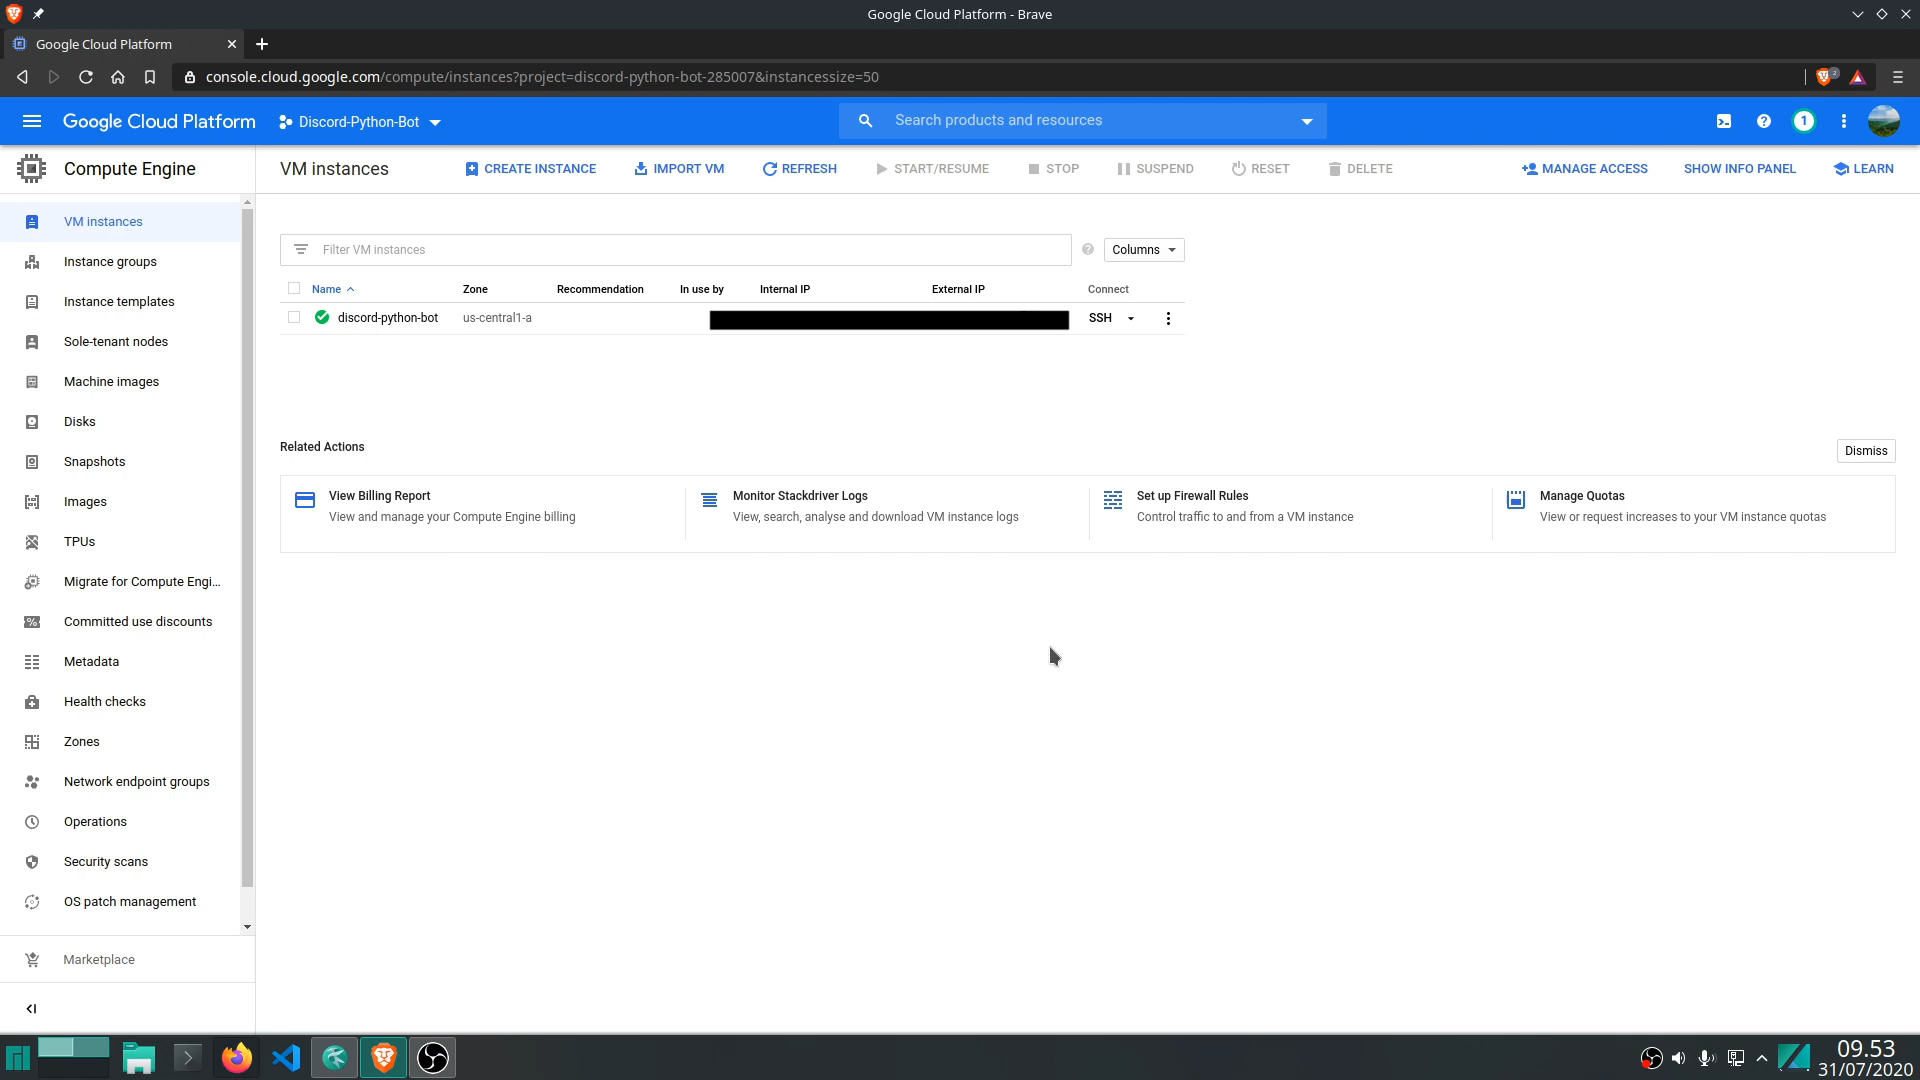 Google Cloud Platform - Brave
Google Cloud Platform
console.cloud.google.com/compute/instances?project=discord-python-bot-285007&instancessize=50
2
Google Cloud Platform
Discord-Python-Bot
Search products and resources
1
Compute Engine
VM instances
CREATE INSTANCE
IMPORT VM
REFRESH
START/RESUME
STOP
SUSPEND
RESET
DELETE
MANAGE ACCESS
SHOW INFO PANEL
LEARN
VM instances
Instance groups
Instance templates
Sole-tenant nodes
Machine images
Disks
Snapshots
Images
TPUs
Migrate for Compute Engi...
Committed use discounts
Metadata
Health checks
Zones
Network endpoint groups
Operations
Security scans
OS patch management
Marketplace
Filter VM instances
Columns
Name Zone Recommendation In use by Internal IP External IP Connect
discord-python-bot us-central1-a SSH
Related Actions
Dismiss
View Billing Report
View and manage your Compute Engine billing
Monitor Stackdriver Logs
View, search, analyse and download VM instance logs
Set up Firewall Rules
Control traffic to and from a VM instance
Manage Quotas
View or request increases to your VM instance quotas
09.53
31/07/2020